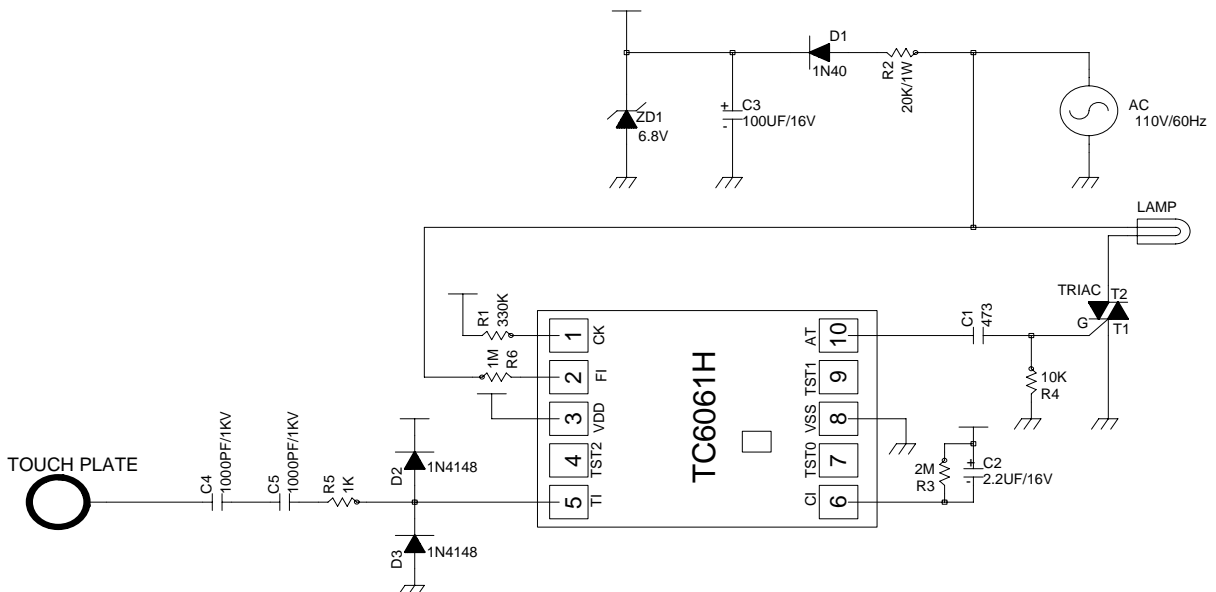 D1
1N40
R2
20K/1W
+
-
C3
100UF/16V
ZD1
6.8V
AC
110V/60Hz
LAMP
TRIAC
T2
G
T1
R1
330K
1M
R6
C1
473
10K
R4
1
CK
2
FI
3
VDD
4
TST2
5
TI
TC6061H
10
AT
9
TST1
8
VSS
7
TST0
6
CI
2M
R3
+
-
C2
2.2UF/16V
TOUCH PLATE
C4
1000PF/1KV
C5
1000PF/1KV
R5
1K
D2
1N4148
D3
1N4148